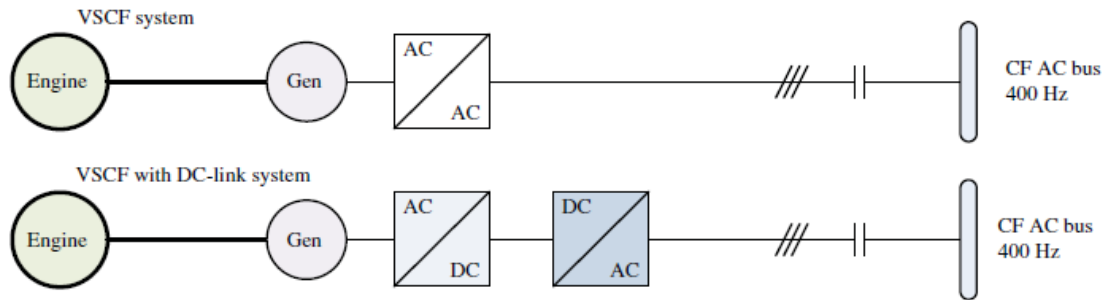 VSCF system
Engine
Gen
AC
AC
CF AC bus
400 Hz
VSCF with DC-link system
Engine
Gen
AC
DC
DC
AC
CF AC bus
400 Hz